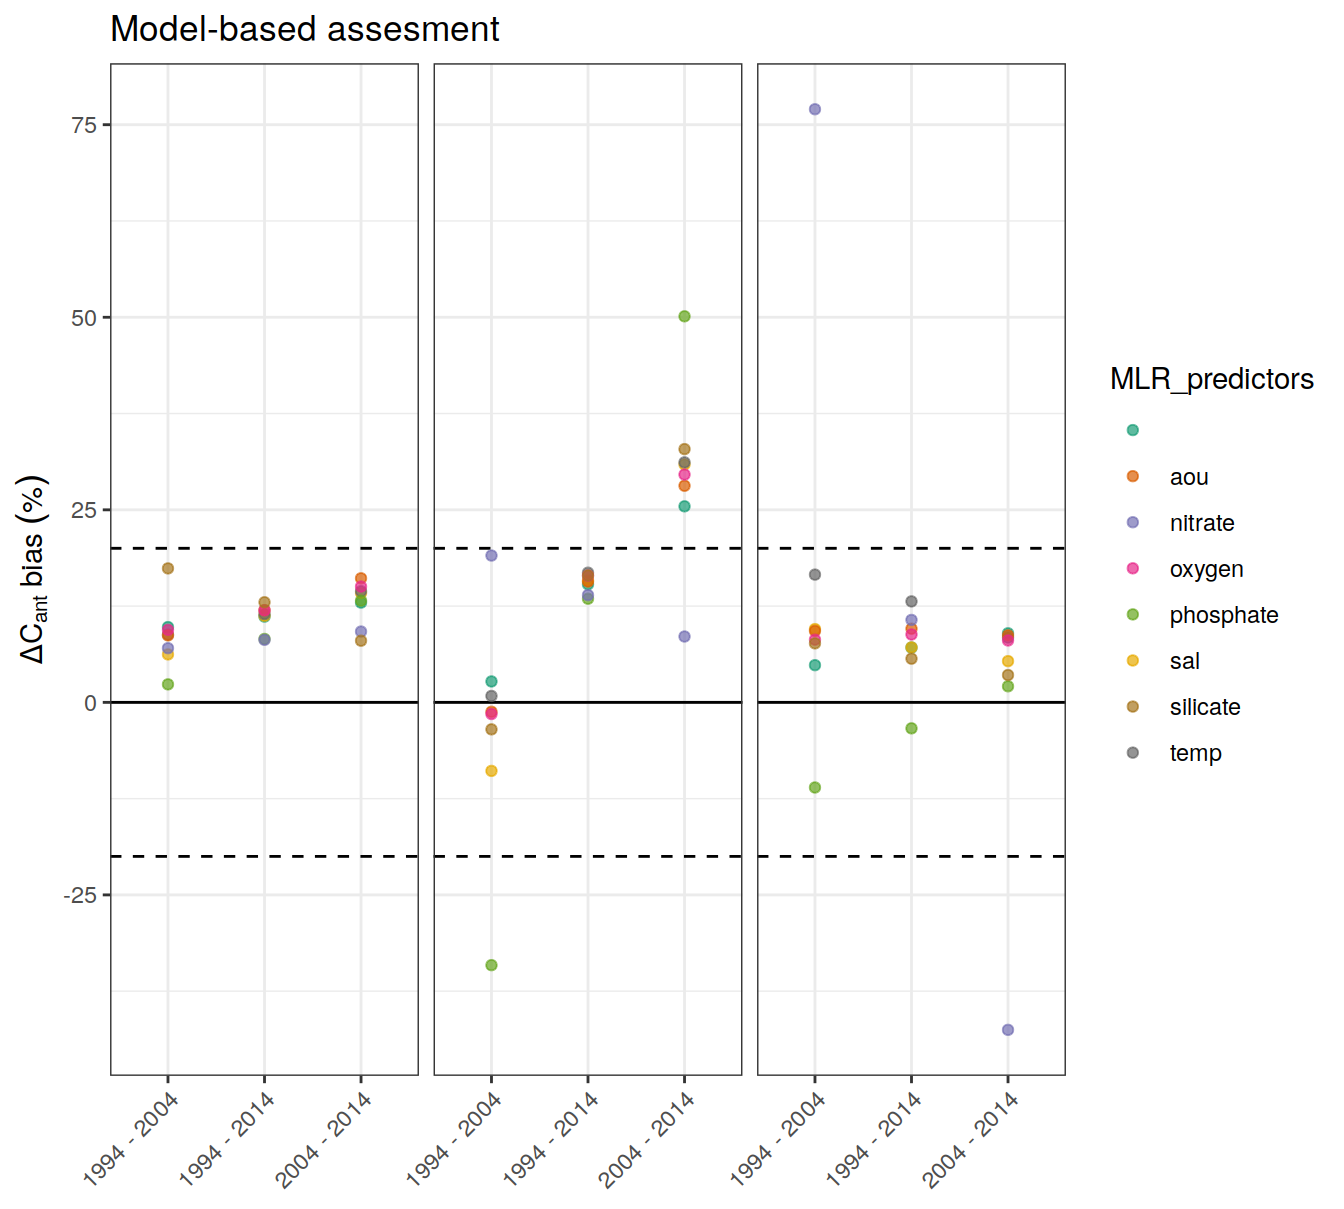 Model-based assesment
ΔCant bias (%)
75
50
25
0
-25
1994 - 2004
1994 - 2014
2004 - 2014
1994 - 2004
1994 - 2014
2004 - 2014
1994 - 2004
1994 - 2014
2004 - 2014
MLR_predictors
aou
nitrate
oxygen
phosphate
sal
silicate
temp